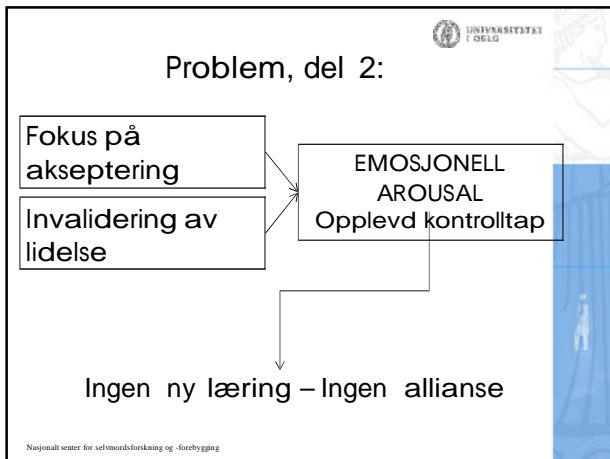 UNIVERSITETET
I OSLO
Problem, del 2:
Fokus på
akseptering
Invalidering av
lidelse
EMOSJONELL
AROUSAL
Opplevd kontrolltap
Ingen ny læring – Ingen allianse
Nasjonalt senter for selvmordsforskning og -forebygging